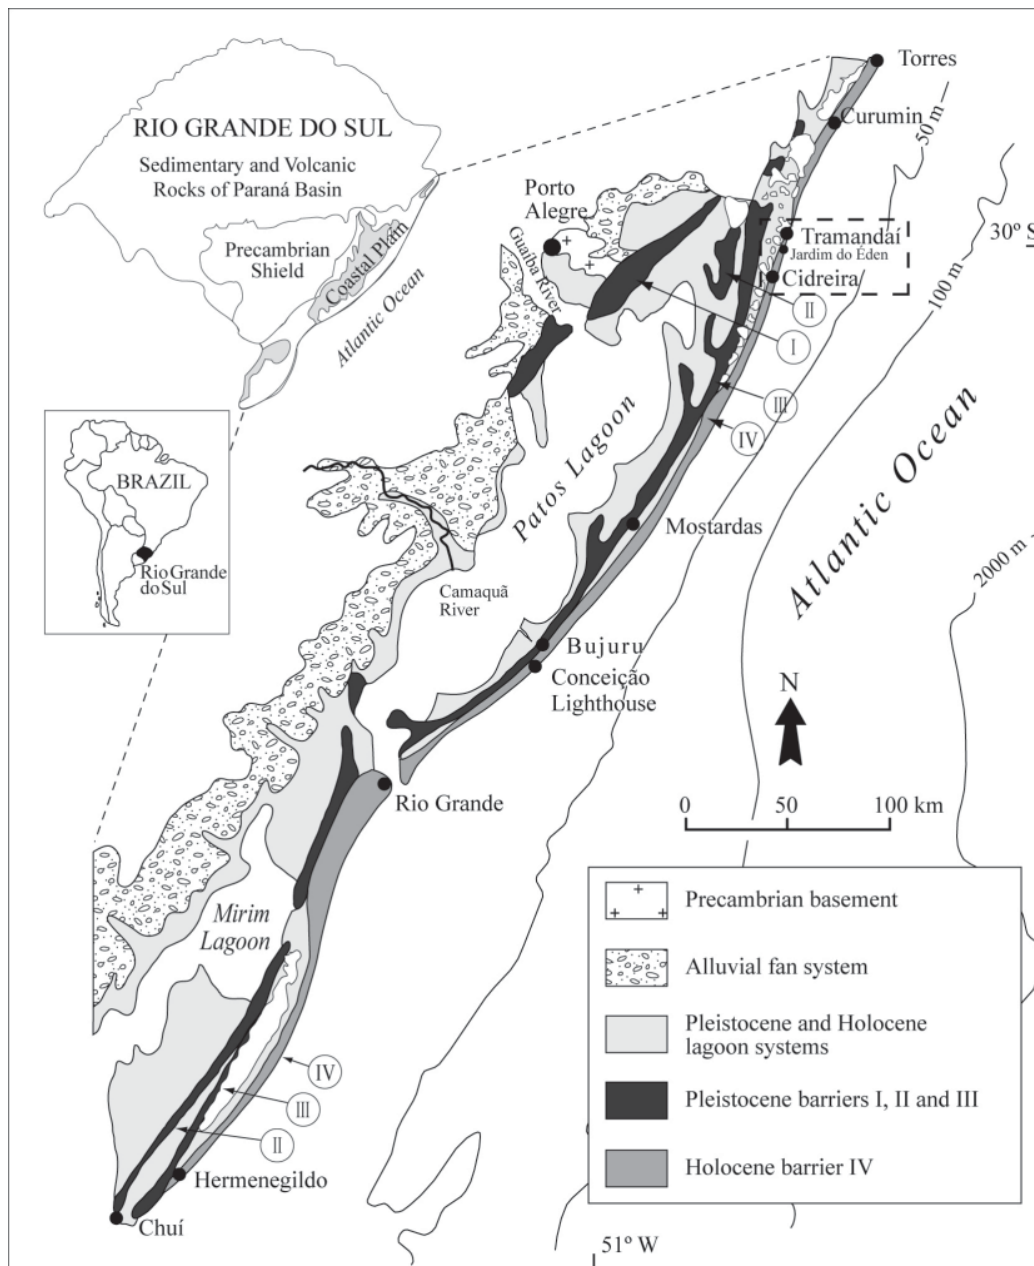 RIO GRANDE DO SUL
Sedimentary and Volcanic
Rocks of Paraná Basin
Precambrian
Shield
Coastal Plain
Atlantic Ocean
BRAZIL
Rio Grande
do Sul
Torres
Curumin
50 m
Porto
Alegre
Guaíba River
Tramandaí
Jardim do Éden
Cidreira
30º S
100 m
II
I
III
IV
Patos Lagoon
Atlantic Ocean
Mostardas
2000 m
Camaquã
River
Bujuru
Conceição
Lighthouse
N
Rio Grande
0 50 100 km
Mirim
Lagoon
IV
III
II
Hermenegildo
Chuí
Precambrian basement
Alluvial fan system
Pleistocene and Holocene
lagoon systems
Pleistocene barriers I, II and III
Holocene barrier IV
51º W